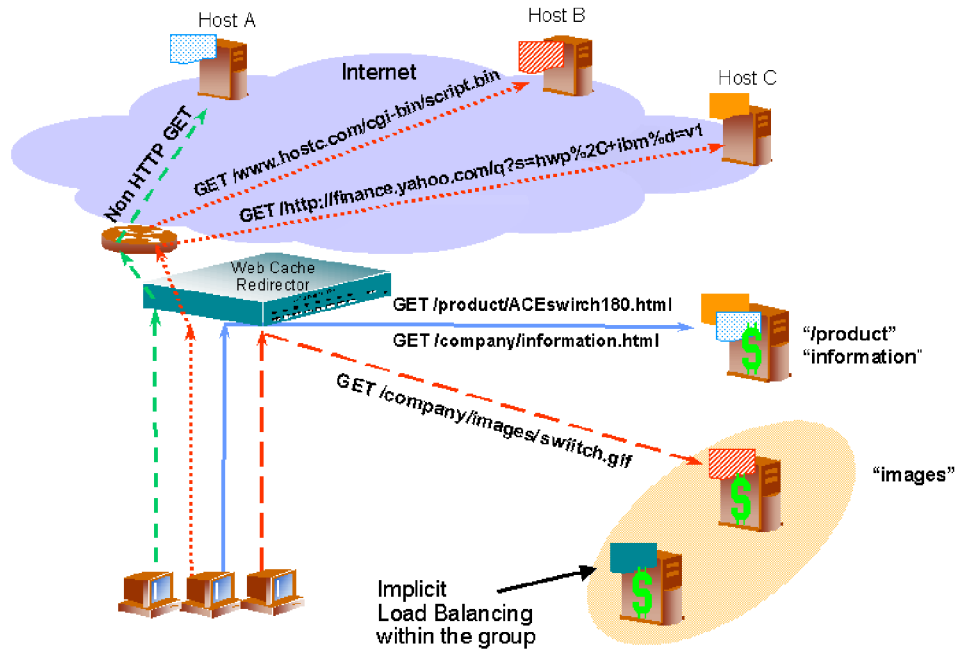 Host A
Host B
Internet
Host C
Non HTTP GET
GET /www.hostc.com/cgi-bin/script.bin
GET /http://finance.yahoo.com/q?s=hwp%2C+ibm%d=v1
Web Cache
Redirector
GET /product/ACEswirch180.html
GET /company/information.html
"/product"
"information"
GET /company/images/swiitch.gif
"images"
$
$
$
Implicit
Load Balancing
within the group